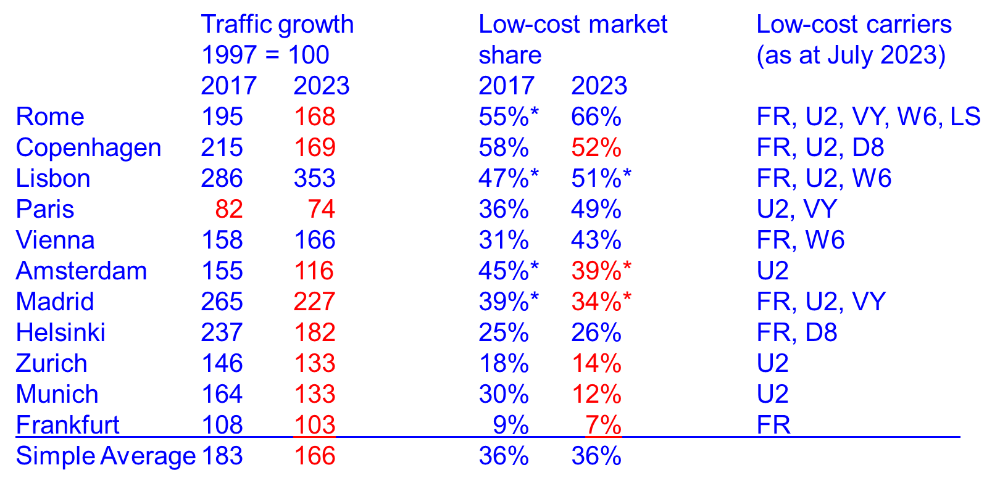 Traffic growth Low-cost market Low-cost carriers
1997 = 100 share (as at July 2023)
2017 2023 2017 2023
Rome 195 168 55%* 66% FR, U2, VY, W6, LS
Copenhagen 215 169 58% 52% FR, U2, D8
Lisbon 286 353 47%* 51%* FR, U2, W6
Paris 82 74 36% 49% U2, VY
Vienna 158 166 31% 43% FR, W6
Amsterdam 155 116 45%* 39%* U2
Madrid 265 227 39%* 34%* FR, U2, VY
Helsinki 237 182 25% 26% FR, D8
Zurich 146 133 18% 14% U2
Munich 164 133 30% 12% U2
Frankfurt 108 103 9% 7% FR
Simple Average 183 166 36% 36%